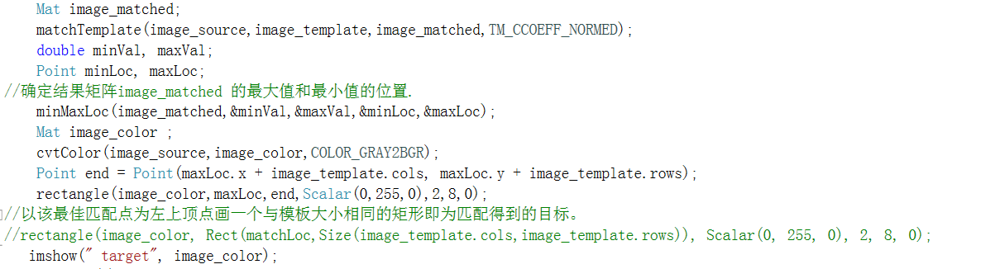 Mat image_matched;
matchTemplate(image_source,image_template,image_matched,TM_CCOEFF_NORMED);
double minVal, maxVal;
Point minLoc, maxLoc;
//确定结果矩阵image_matched 的最大值和最小值的位置.
minMaxLoc(image_matched,&minVal,&maxVal,&minLoc,&maxLoc);
Mat image_color ;
cvtColor(image_source,image_color,COLOR_GRAY2BGR);
Point end = Point(maxLoc.x + image_template.cols, maxLoc.y + image_template.rows);
rectangle(image_color,maxLoc,end,Scalar(0,255,0),2,8,0);
//以该最佳匹配点为左上顶点画一个与模板大小相同的矩形即为匹配得到的目标。
//rectangle(image_color, Rect(matchLoc,Size(image_template.cols,image_template.rows)), Scalar(0, 255, 0), 2, 8, 0);
imshow(" target", image_color);